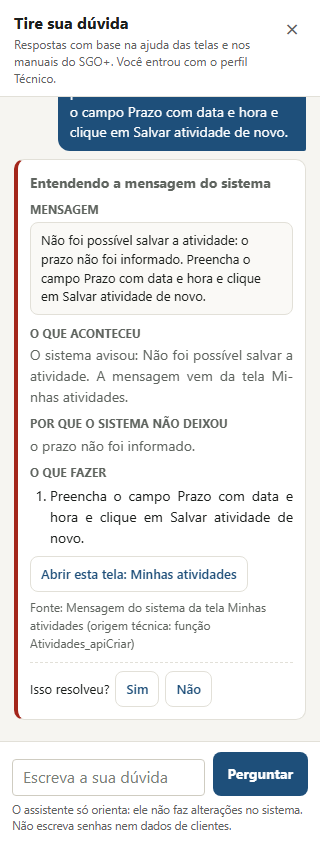 Tire sua dúvida
Respostas com base na ajuda das telas e nos
manuais do SGO+. Você entrou com o perfil
Técnico.
o campo Prazo com data e hora e
clique em Salvar atividade de novo.
Entendendo a mensagem do sistema
MENSAGEM
Não foi possível salvar a atividade: o
prazo não foi informado. Preencha o
campo Prazo com data e hora e clique
em Salvar atividade de novo.
O QUE ACONTECEU
O sistema avisou: Não foi possível salvar a
atividade. A mensagem vem da tela Mi-
nhas atividades.
POR QUE O SISTEMA NÃO DEIXOU
o prazo não foi informado.
O QUE FAZER
1. Preencha o campo Prazo com data e
hora e clique em Salvar atividade de
novo.
Abrir esta tela: Minhas atividades
Fonte: Mensagem do sistema da tela Minhas
atividades (origem técnica: função
Atividades_apiCriar)
Isso resolveu? Sim Não
Escreva a sua dúvida Perguntar
O assistente só orienta: ele não faz alterações no sistema.
Não escreva senhas nem dados de clientes.